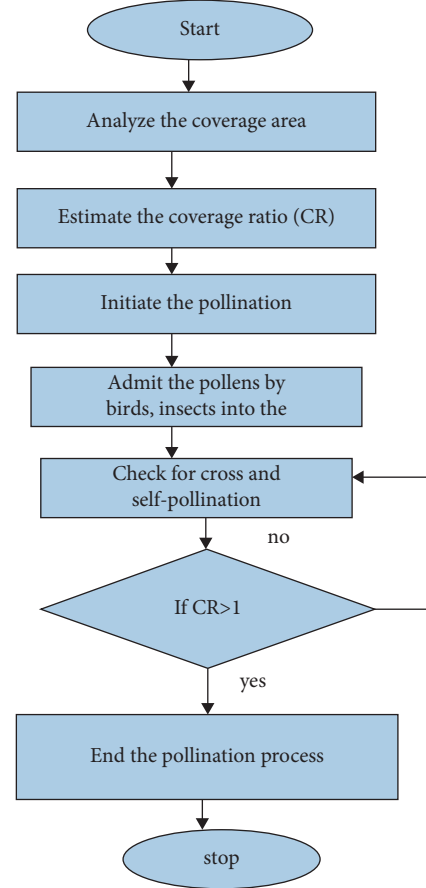 Start
Analyze the coverage area
Estimate the coverage ratio (CR)
Initiate the pollination
Admit the pollens by
birds, insects into the
Check for cross and
self-pollination
no
If CR>1
yes
End the pollination process
stop